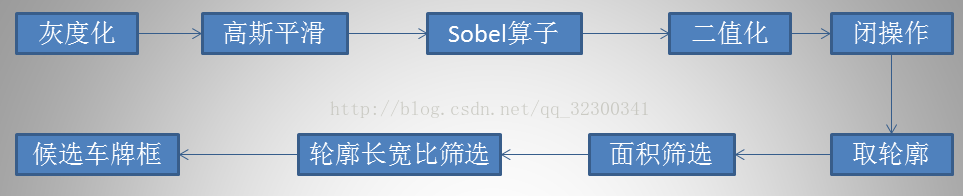 灰度化
高斯平滑
Sobel算子
二值化
闭操作
http://blog.csdn.net/qq_32300341
取轮廓
面积筛选
轮廓长宽比筛选
候选车牌框